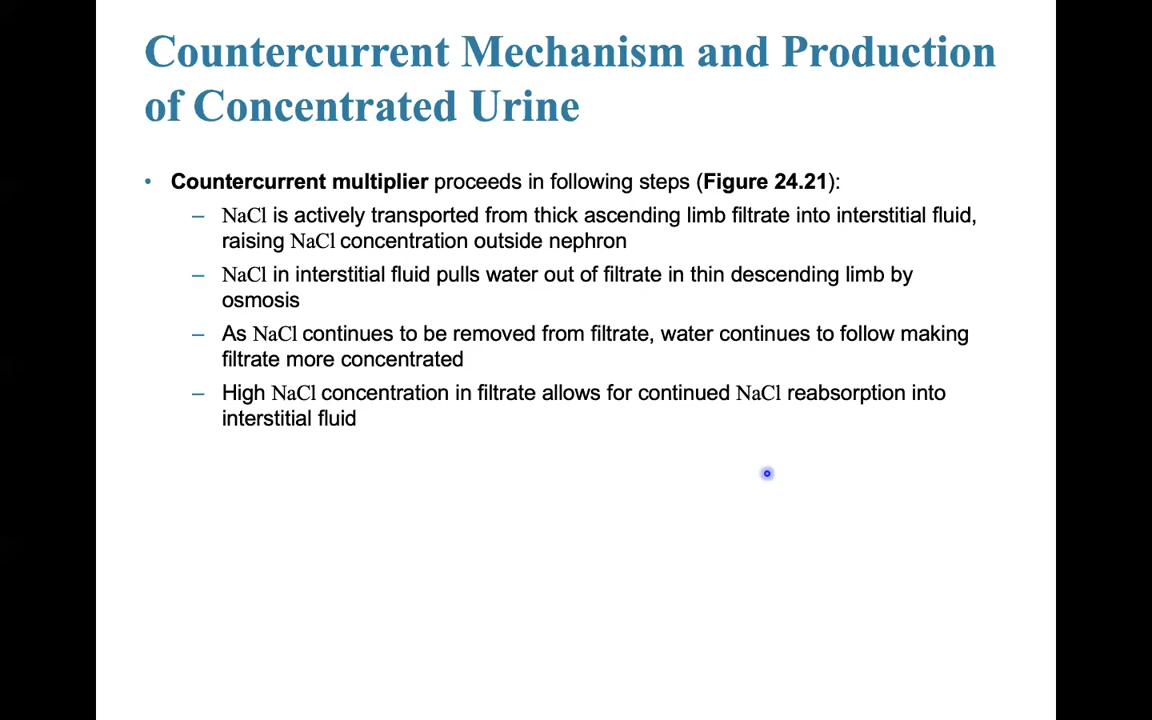 Countercurrent Mechanism and Production
of Concentrated Urine
• Countercurrent multiplier proceeds in following steps (Figure 24.21):
– NaCl is actively transported from thick ascending limb filtrate into interstitial fluid,
raising NaCl concentration outside nephron
– NaCl in interstitial fluid pulls water out of filtrate in thin descending limb by
osmosis
– As NaCl continues to be removed from filtrate, water continues to follow making
filtrate more concentrated
– High NaCl concentration in filtrate allows for continued NaCl reabsorption into
interstitial fluid